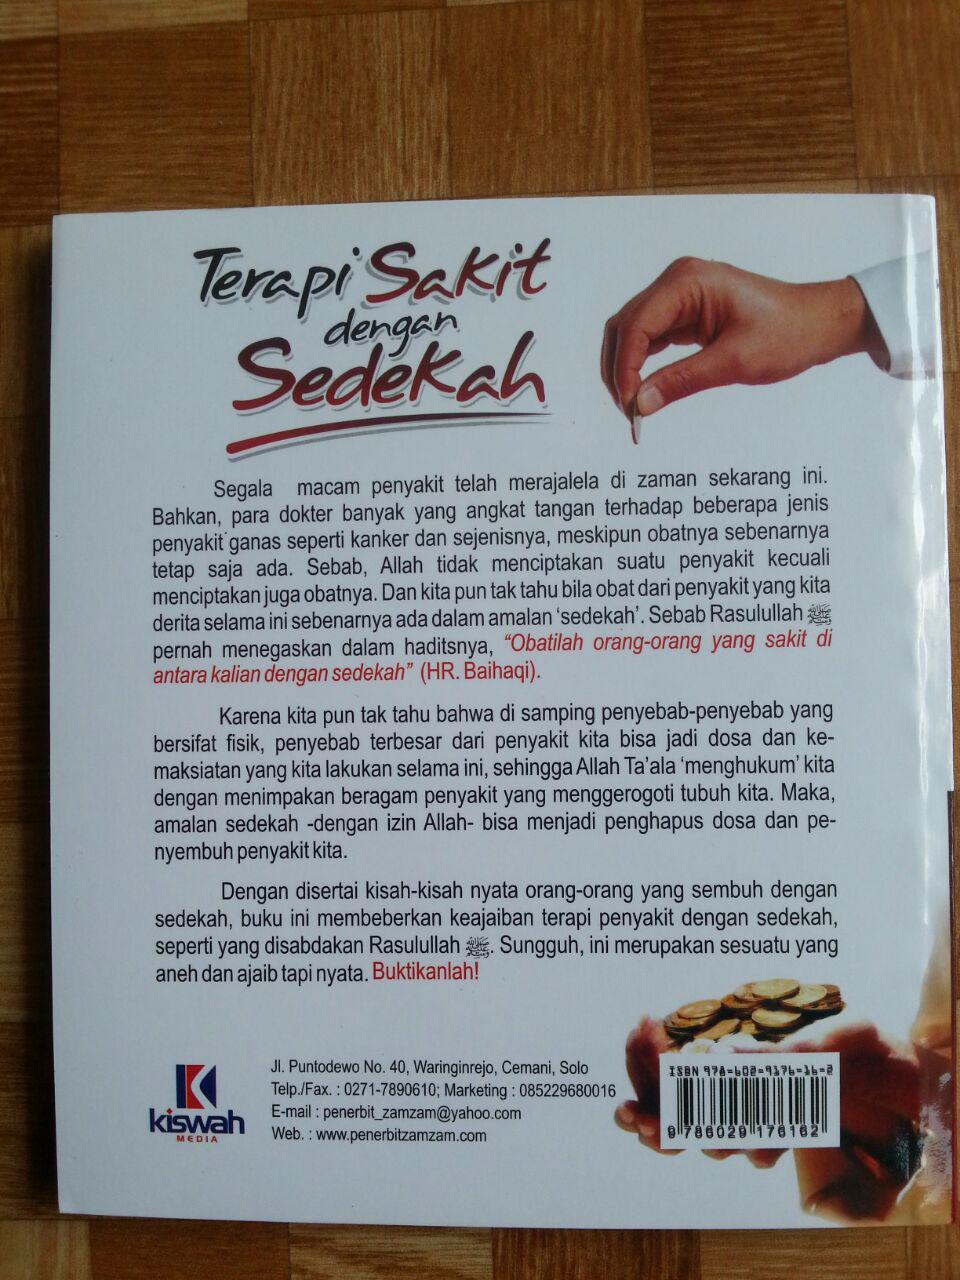 Terapi Sakit
dengan
Sedekah
Segala macam penyakit telah merajalela di zaman sekarang ini.
Bahkan, para dokter banyak yang angkat tangan terhadap beberapa jenis
penyakit ganas seperti kanker dan sejenisnya, meskipun obatnya sebenarnya
tetap saja ada. Sebab, Allah tidak menciptakan suatu penyakit kecuali
menciptakan juga obatnya. Dan kita pun tak tahu bila obat dari penyakit yang kita
derita selama ini sebenarnya ada dalam amalan 'sedekah'. Sebab Rasulullah ﷺ
pernah menegaskan dalam haditsnya, "Obatilah orang-orang yang sakit di
antara kalian dengan sedekah" (HR. Baihaqi).
Karena kita pun tak tahu bahwa di samping penyebab-penyebab yang
bersifat fisik, penyebab terbesar dari penyakit kita bisa jadi dosa dan ke-
maksiatan yang kita lakukan selama ini, sehingga Allah Ta'ala 'menghukum' kita
dengan menimpakan beragam penyakit yang menggerogoti tubuh kita. Maka,
amalan sedekah -dengan izin Allah- bisa menjadi penghapus dosa dan pe-
nyembuh penyakit kita.
Dengan disertai kisah-kisah nyata orang-orang yang sembuh dengan
sedekah, buku ini membeberkan keajaiban terapi penyakit dengan sedekah,
seperti yang disabdakan Rasulullah ﷺ. Sungguh, ini merupakan sesuatu yang
aneh dan ajaib tapi nyata. Buktikanlah!
kiswah
MEDIA
Jl. Puntodewo No. 40, Waringinrejo, Cemani, Solo
Telp./Fax. : 0271-7890610; Marketing : 085229680016
E-mail : penerbit_zamzam@yahoo.com
Web. : www.penerbitzamzam.com
ISBN 978-602-9176-16-2
9 786029 176162